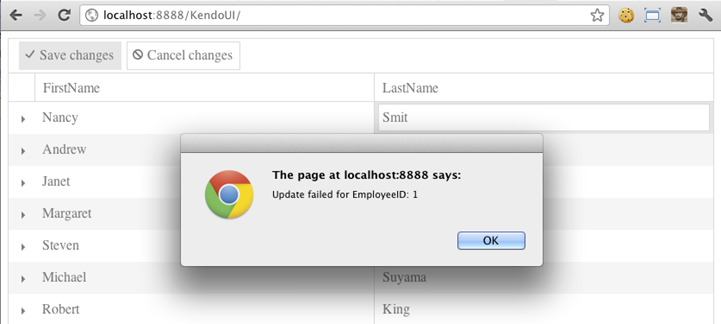 localhost:8888/KendoUI/
Save changes Cancel changes
FirstName LastName
Nancy Smit
Andrew
Janet
Margaret
Steven
Michael Suyama
Robert King
The page at localhost:8888 says:
Update failed for EmployeeID: 1
OK